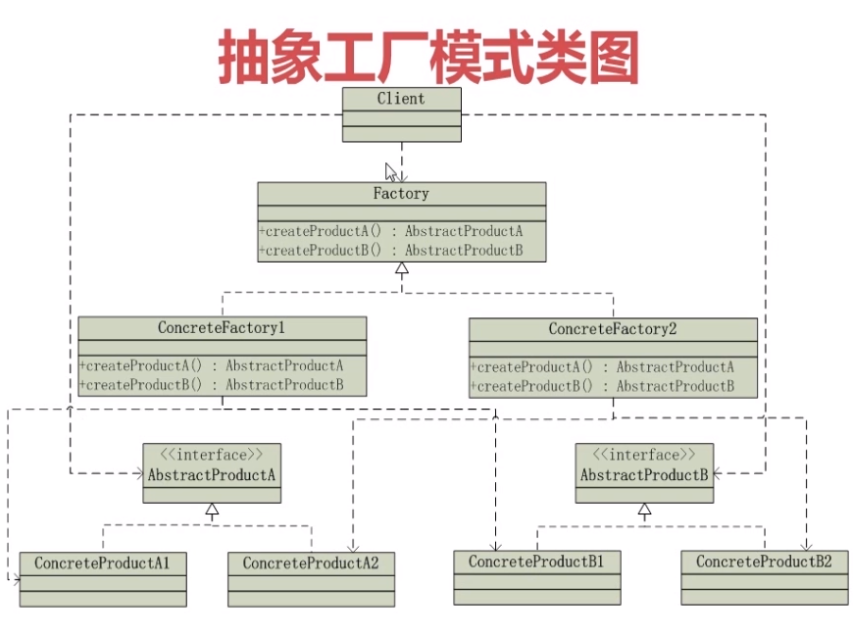 抽象工厂模式类图
Client
Factory
+createProductA() : AbstractProductA
+createProductB() : AbstractProductB
ConcreteFactory1
+createProductA() : AbstractProductA
+createProductB() : AbstractProductB
ConcreteFactory2
+createProductA() : AbstractProductA
+createProductB() : AbstractProductB
<<interface>>
AbstractProductA
<<interface>>
AbstractProductB
ConcreteProductA1
ConcreteProductA2
ConcreteProductB1
ConcreteProductB2